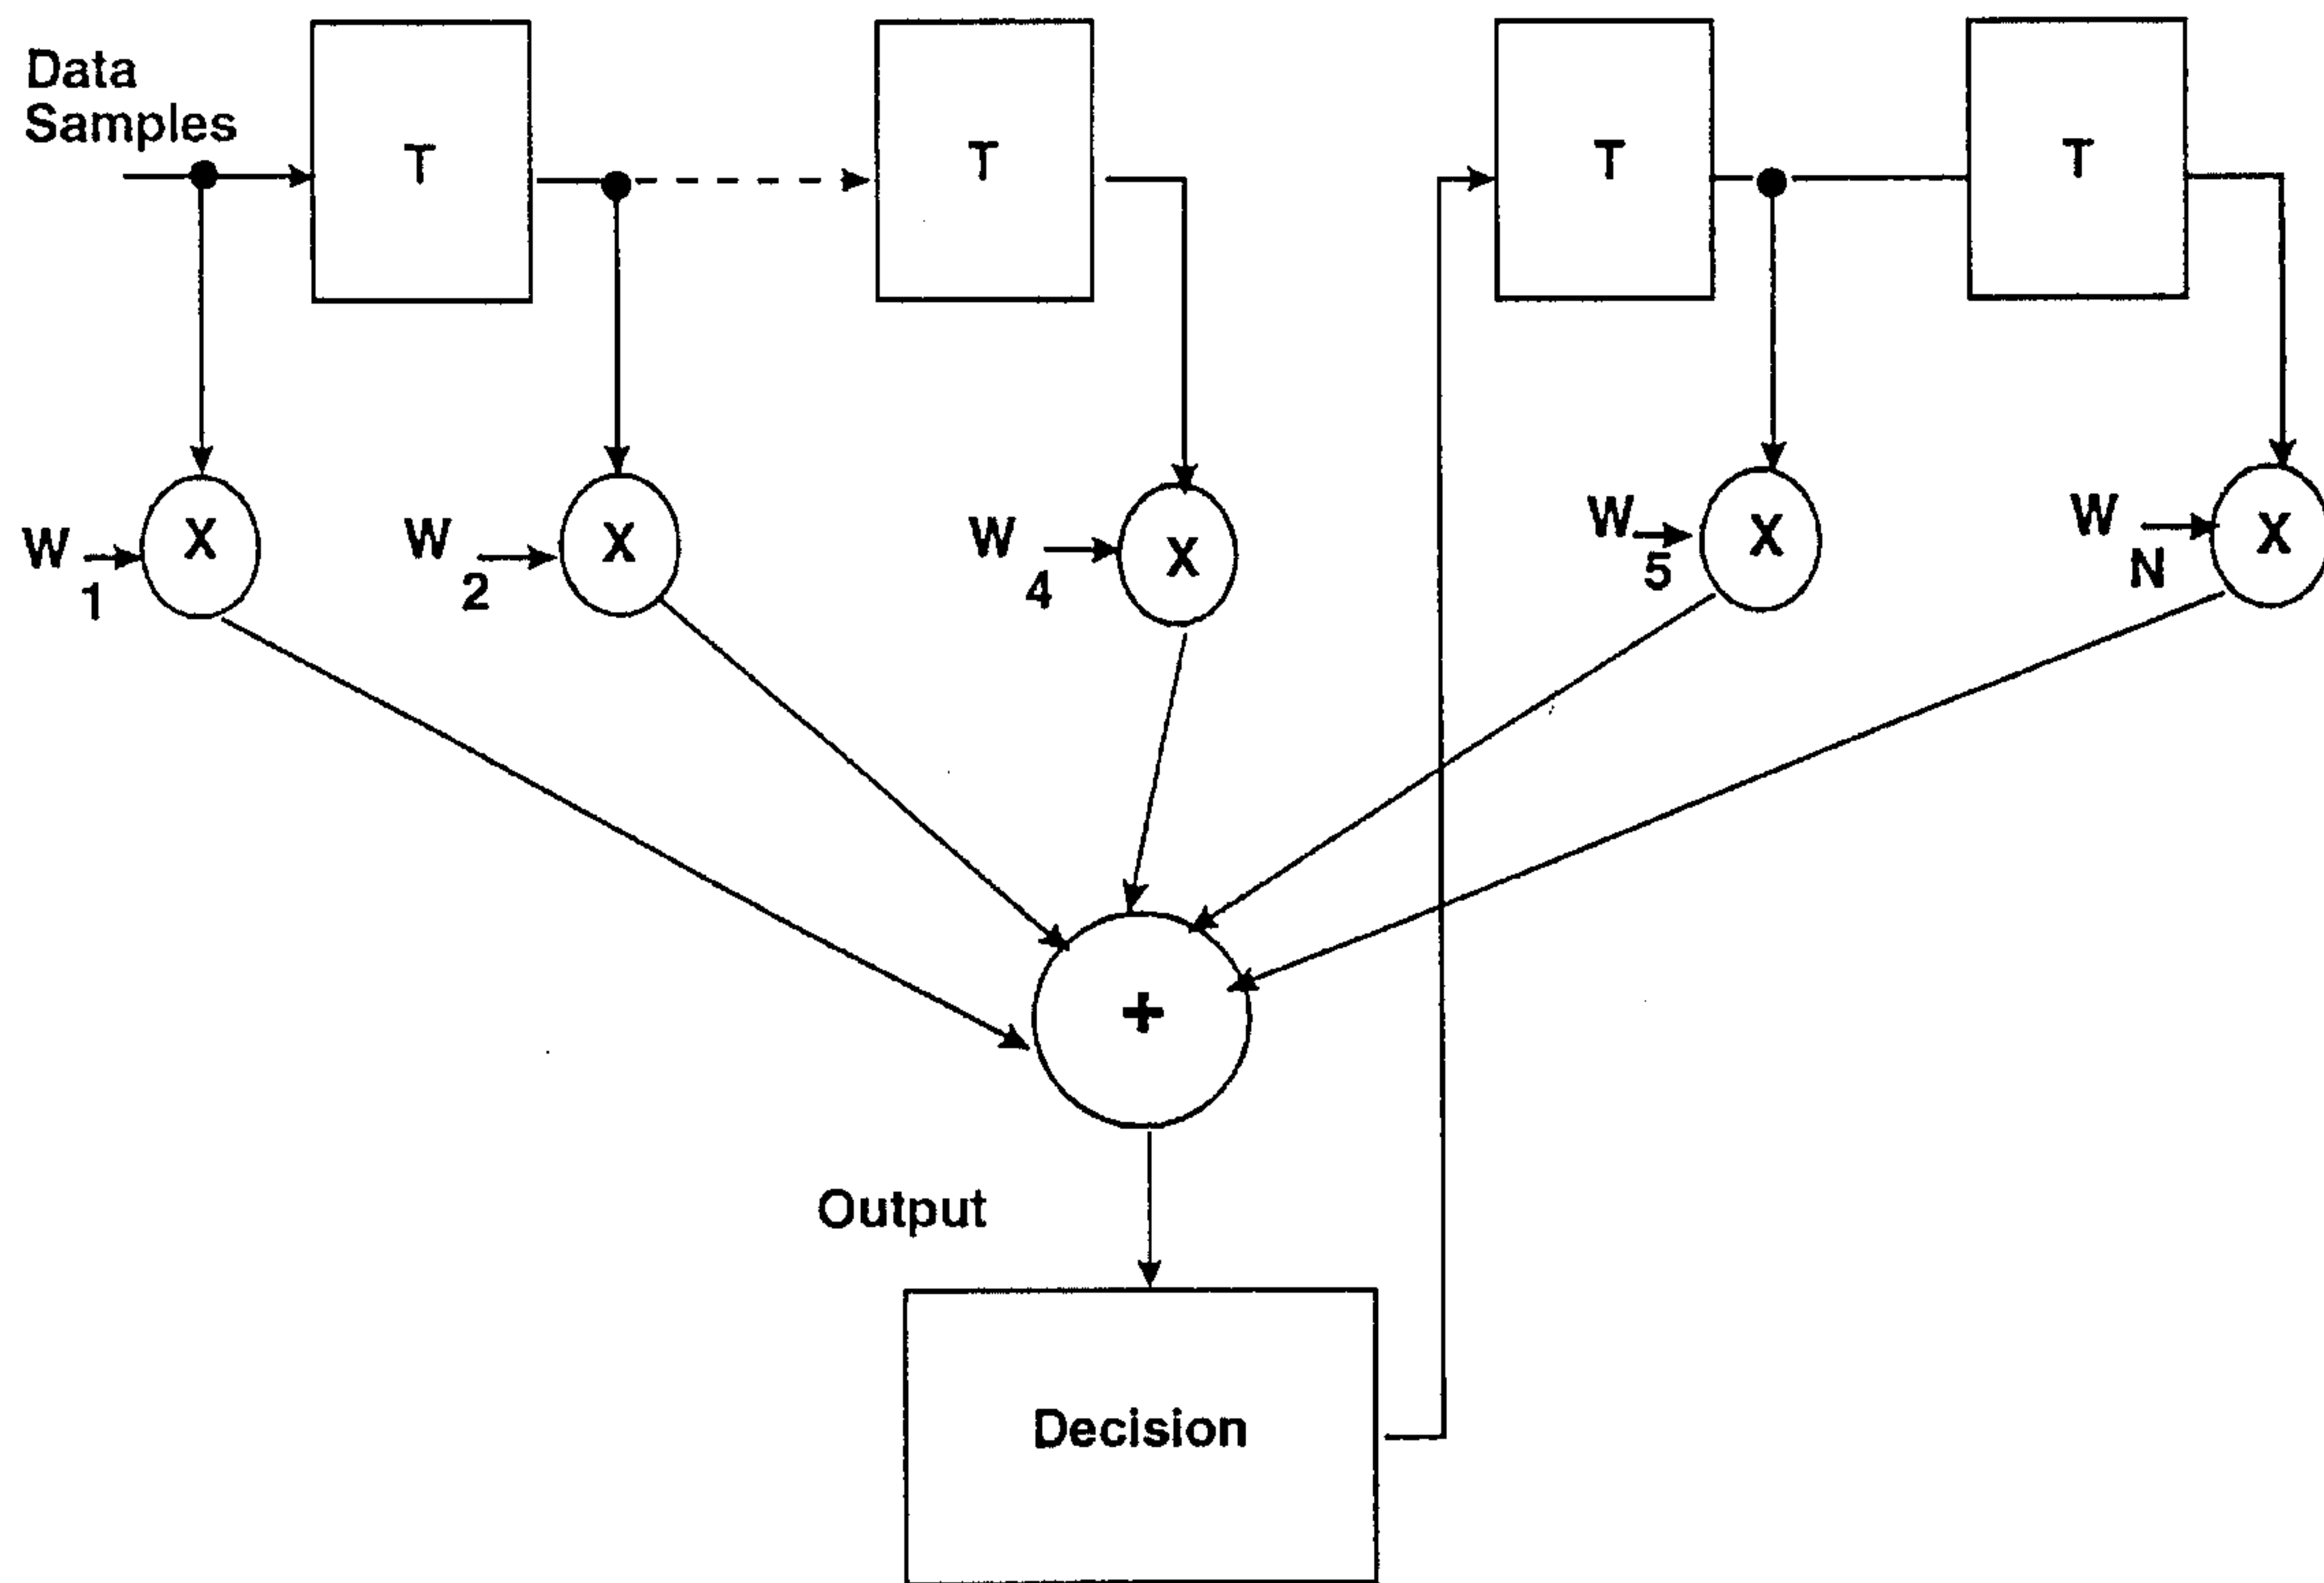 Data
Samples
T
T
T
T
W
1
X
W
2
X
W
4
X
W
5
X
W
N
X
+
Output
Decision